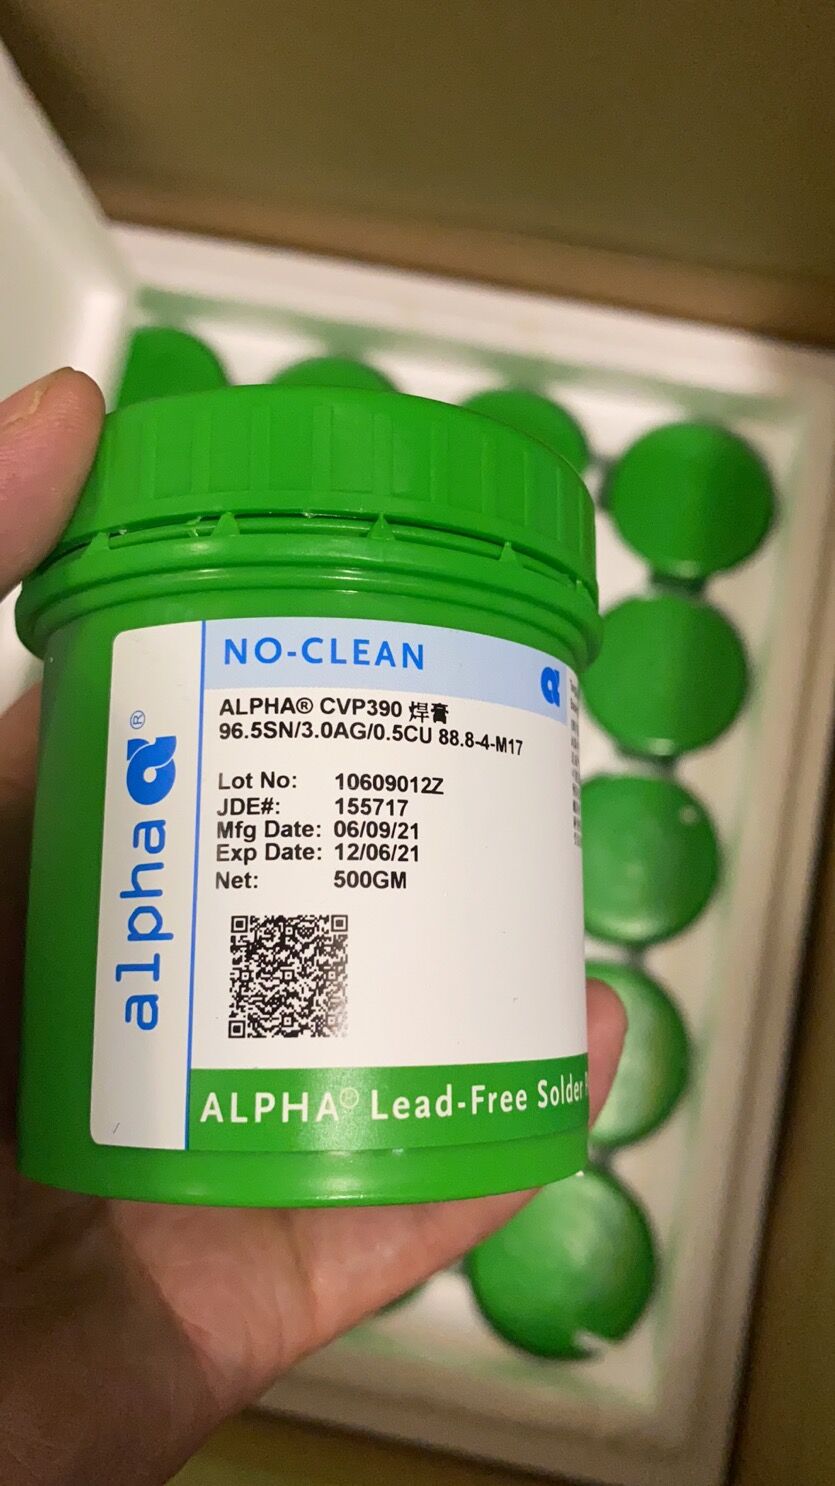 NO-CLEAN
ALPHA® CVP390 焊膏
96.5SN/3.0AG/0.5CU 88.8-4-M17
Lot No: 10609012Z
JDE#: 155717
Mfg Date: 06/09/21
Exp Date: 12/06/21
Net: 500GM
alpha®
ALPHA® Lead-Free Solder